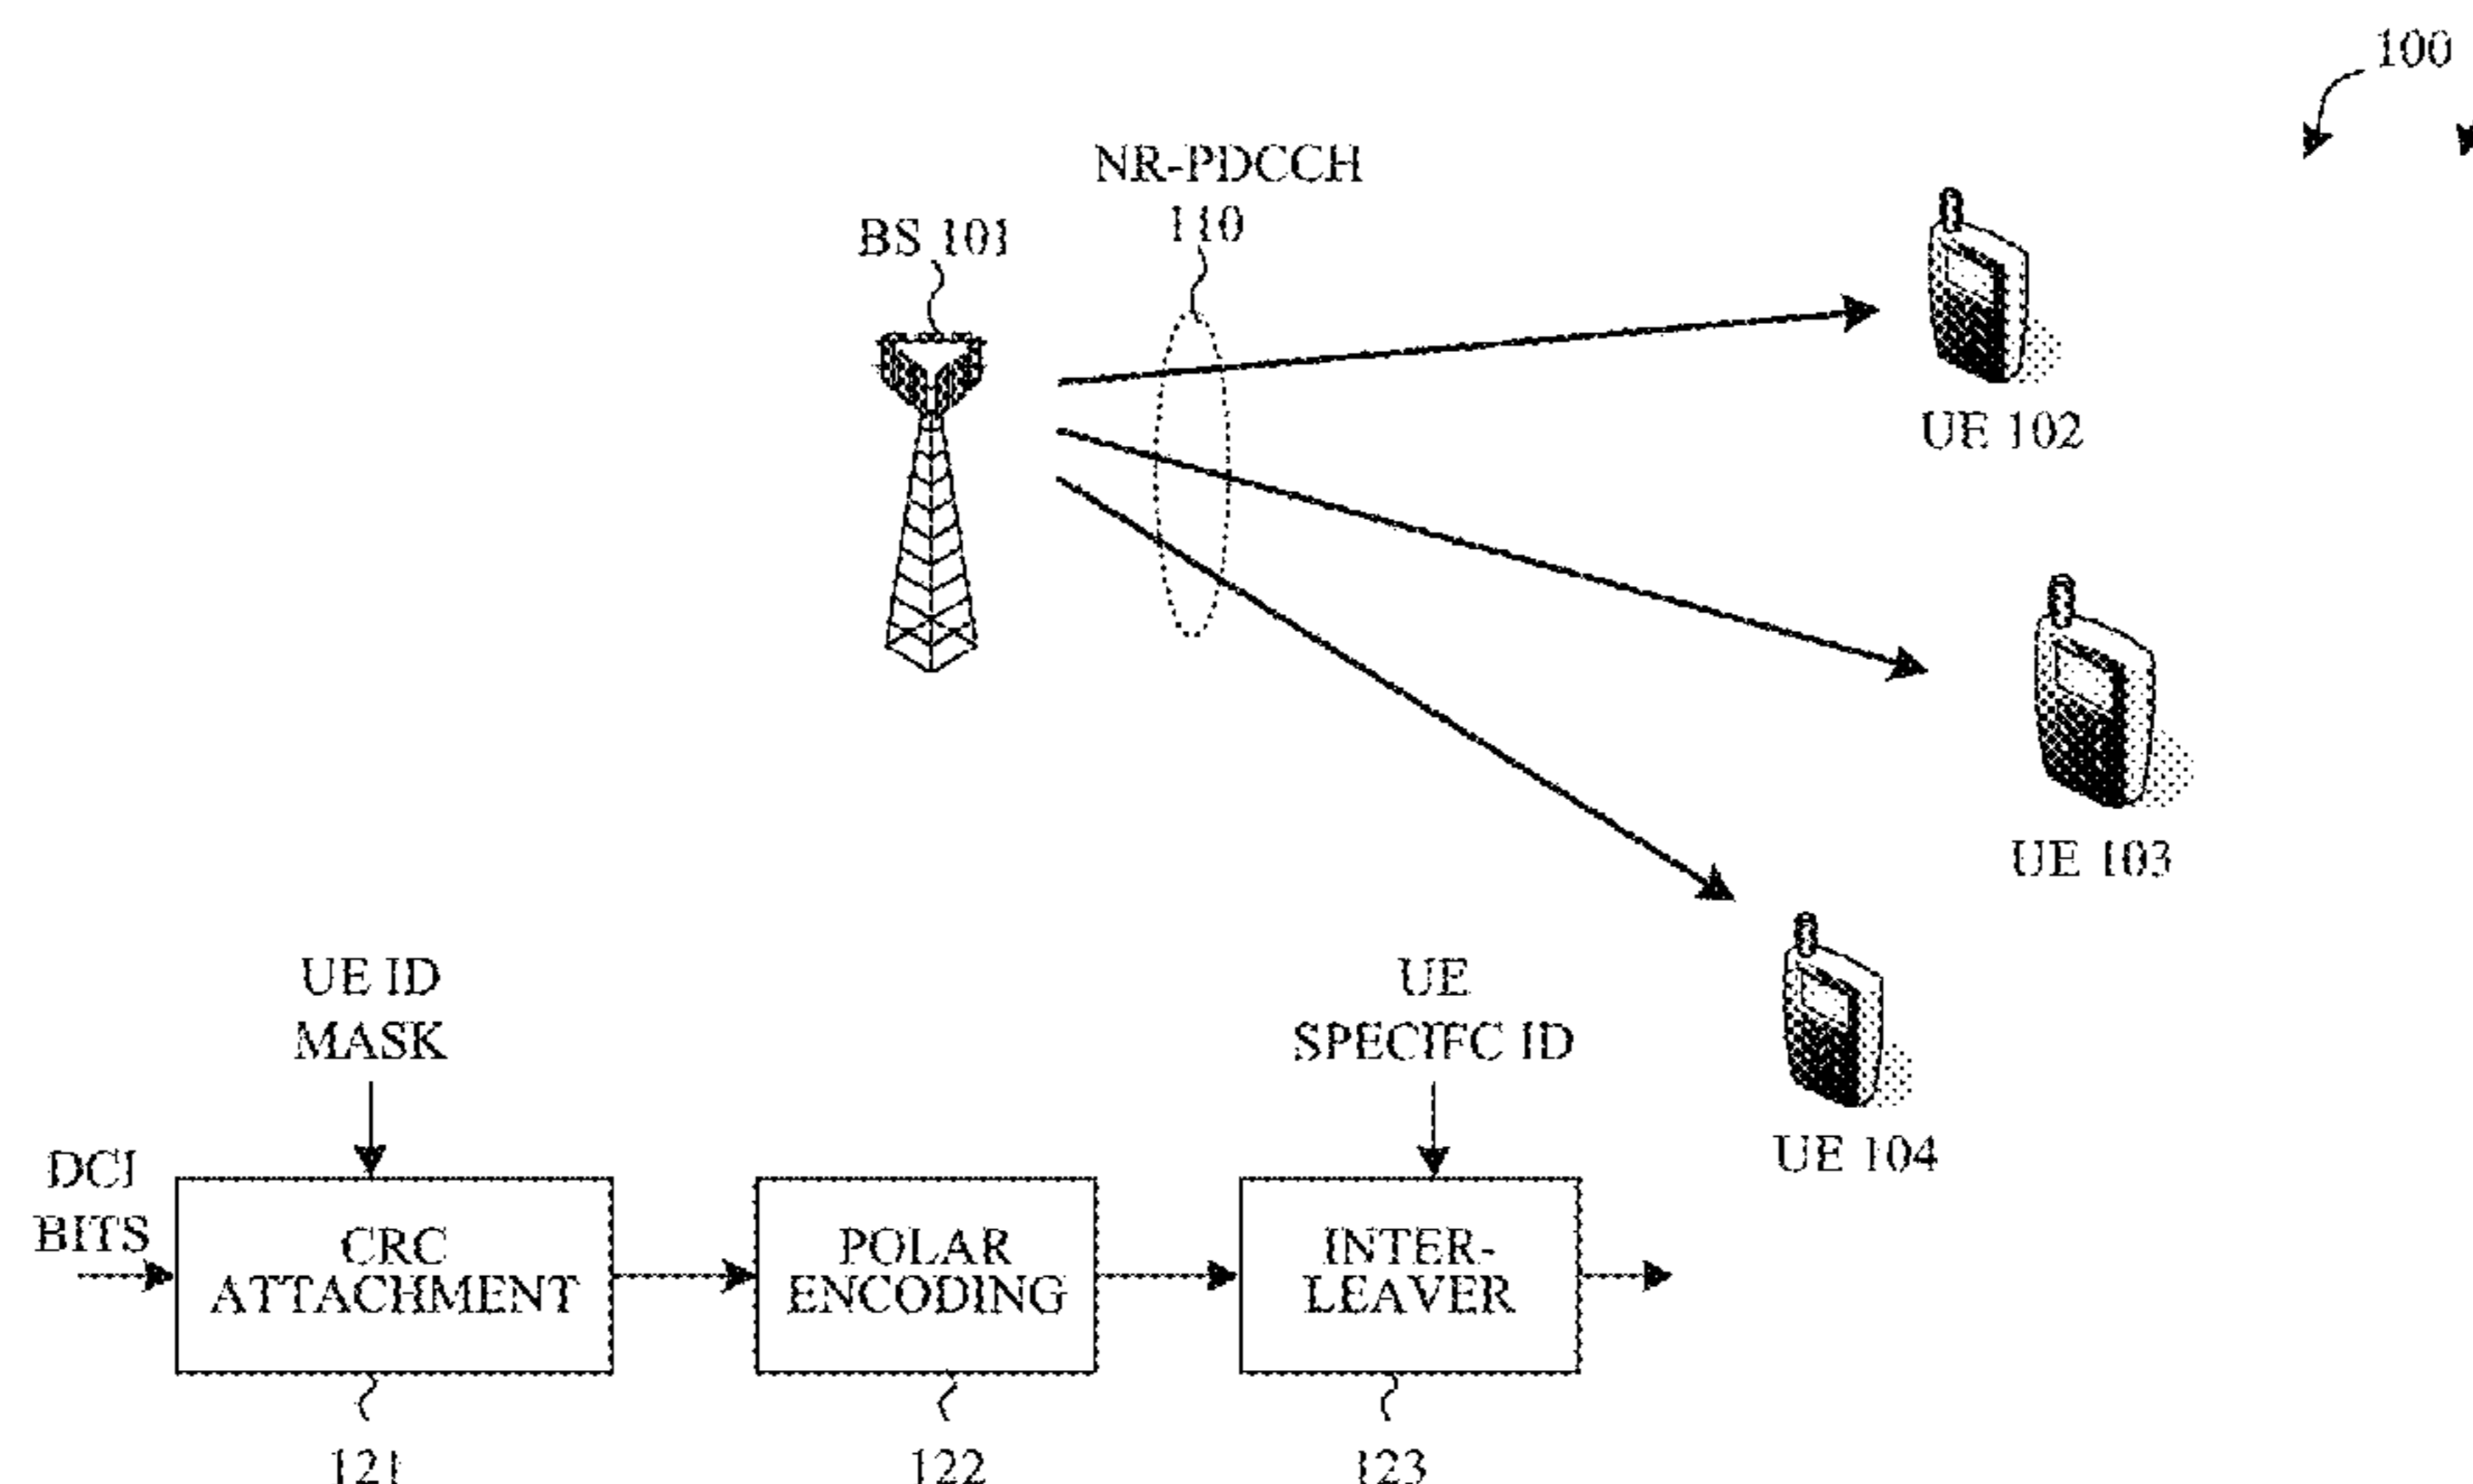 100
NR-PDCCH
110
BS 101
UE 102
UE 103
UE 104
UE ID
MASK
UE
SPECIFC ID
DCI
BITS
CRC
ATTACHMENT
POLAR
ENCODING
INTER-
LEAVER
121
122
123